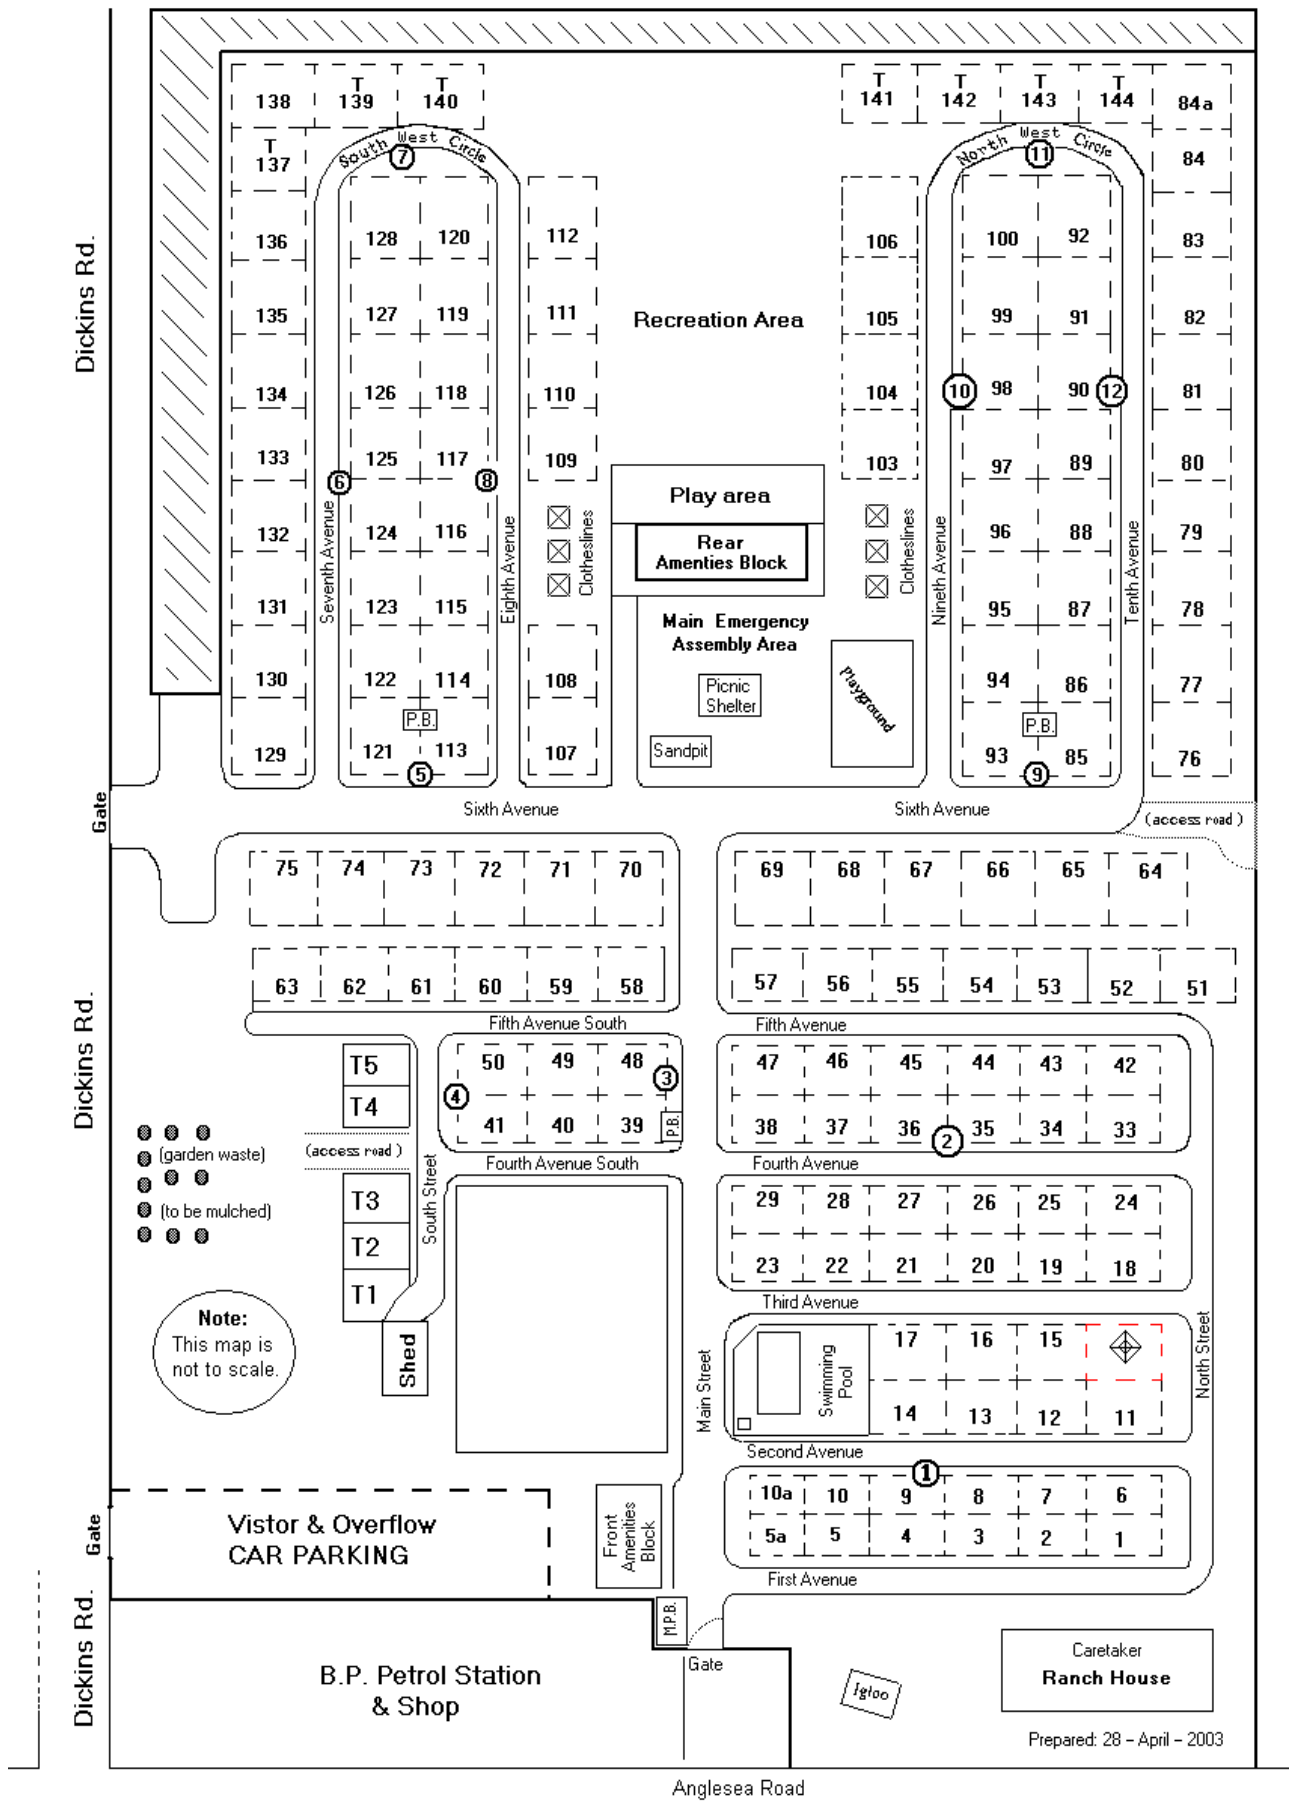 T T T T T T
138 139 140 141 142 143 144 84a
South West Circle
North West Circle
7 11
T
137 84
136 128 120 112 106 100 92 83
135 127 119 111 Recreation Area 105 99 91 82
134 126 118 110 104 10 98 90 12 81
133 125 117 109 103 97 89 80
6 8
Play area
132 124 116 96 88 79
Rear
Amenties Block
Seventh Avenue
Eighth Avenue
Clotheslines
Clotheslines
Nineth Avenue
Tenth Avenue
131 123 115 95 87 78
Main Emergency
Assembly Area
130 122 114 108 94 86 77
Picnic
Shelter
Playground
P.B. P.B.
129 121 113 107 93 85 76
Sandpit
5 9
Dickins Rd.
Gate
Sixth Avenue Sixth Avenue
(access road )
75 74 73 72 71 70 69 68 67 66 65 64
63 62 61 60 59 58 57 56 55 54 53 52 51
Fifth Avenue South Fifth Avenue
Dickins Rd.
T5 50 49 48 47 46 45 44 43 42
3
4
T4 41 40 39 P.B. 38 37 36 35 34 33
2
(garden waste)
(access road )
Fourth Avenue South Fourth Avenue
South Street
T3 29 28 27 26 25 24
(to be mulched)
T2 23 22 21 20 19 18
T1
Third Avenue
Note:
This map is
not to scale.
Shed
Main Street
Swimming
Pool
17 16 15
North Street
14 13 12 11
Second Avenue
1
10a 10 9 8 7 6
5a 5 4 3 2 1
First Avenue
Gate
Vistor & Overflow
CAR PARKING
Front
Amenities
Block
M.P.B.
Dickins Rd.
B.P. Petrol Station
& Shop
Gate
Igloo
Caretaker
Ranch House
Prepared: 28 – April – 2003
Anglesea Road